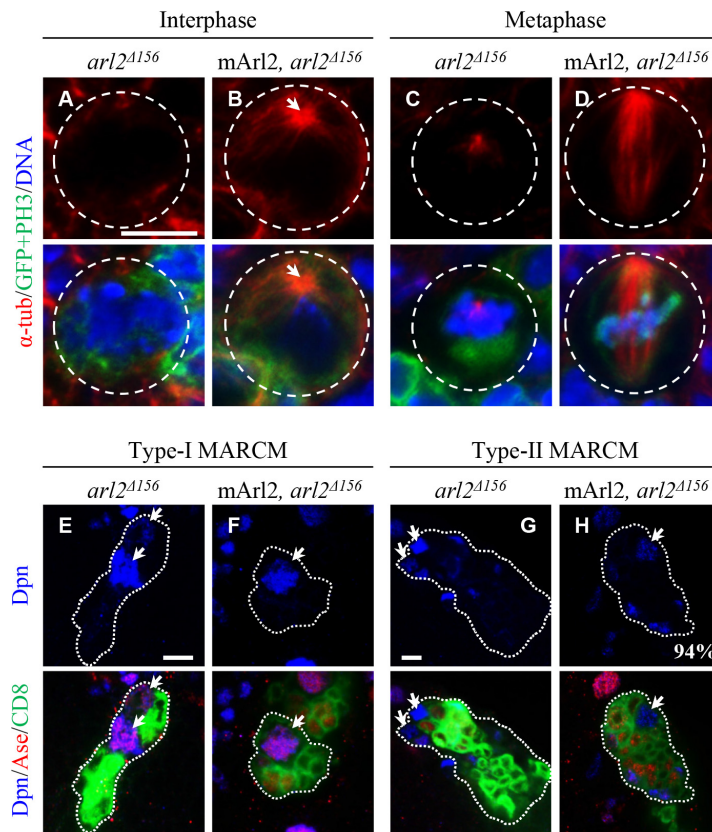 Interphase Metaphase
arl2Δ156 mArl2, arl2Δ156 arl2Δ156 mArl2, arl2Δ156
A B C D
α-tub/GFP+PH3/DNA
Type-I MARCM Type-II MARCM
arl2Δ156 mArl2, arl2Δ156 arl2Δ156 mArl2, arl2Δ156
E F G H
Dpn
94%
Dpn/Ase/CD8